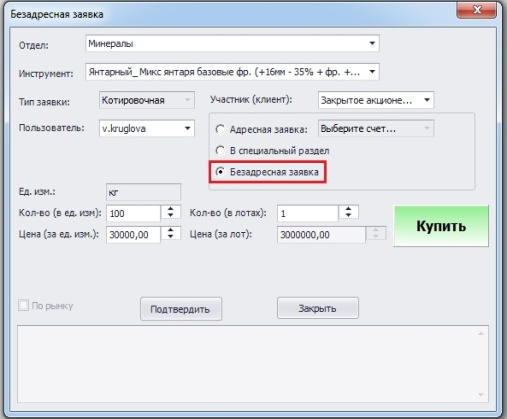 Безадресная заявка
Отдел: Минералы
Инструмент: Янтарный_Микс янтаря базовые фр. (+16мм - 35% + фр. +...
Тип заявки: Котировочная Участник (клиент): Закрытое акционе...
Пользователь: v.kruglova
Адресная заявка: Выберите счет...
В специальный раздел
Безадресная заявка
Ед. изм.: кг
Кол-во (в ед. изм): 100 Кол-во (в лотах): 1
Цена (за ед. изм.): 30000,00 Цена (за лот): 3000000,00
Купить
По рынку Подтвердить Закрыть